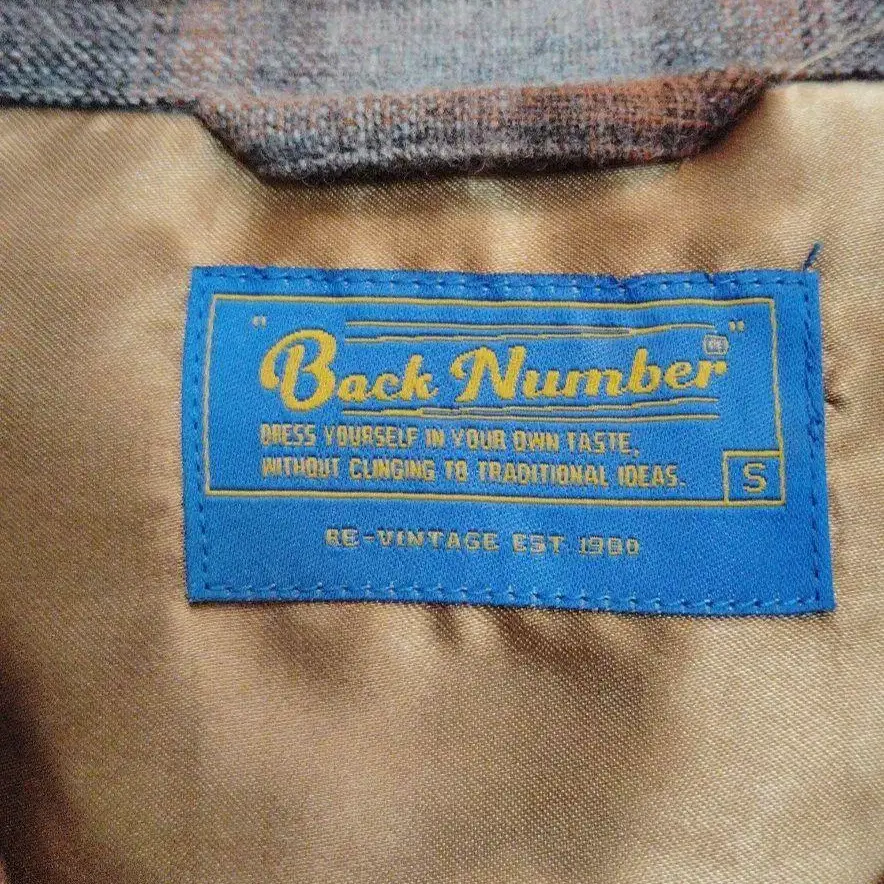 "Back Number"
DRESS YOURSELF IN YOUR OWN TASTE,
WITHOUT CLINGING TO TRADITIONAL IDEAS.
S
RE-VINTAGE EST 1980